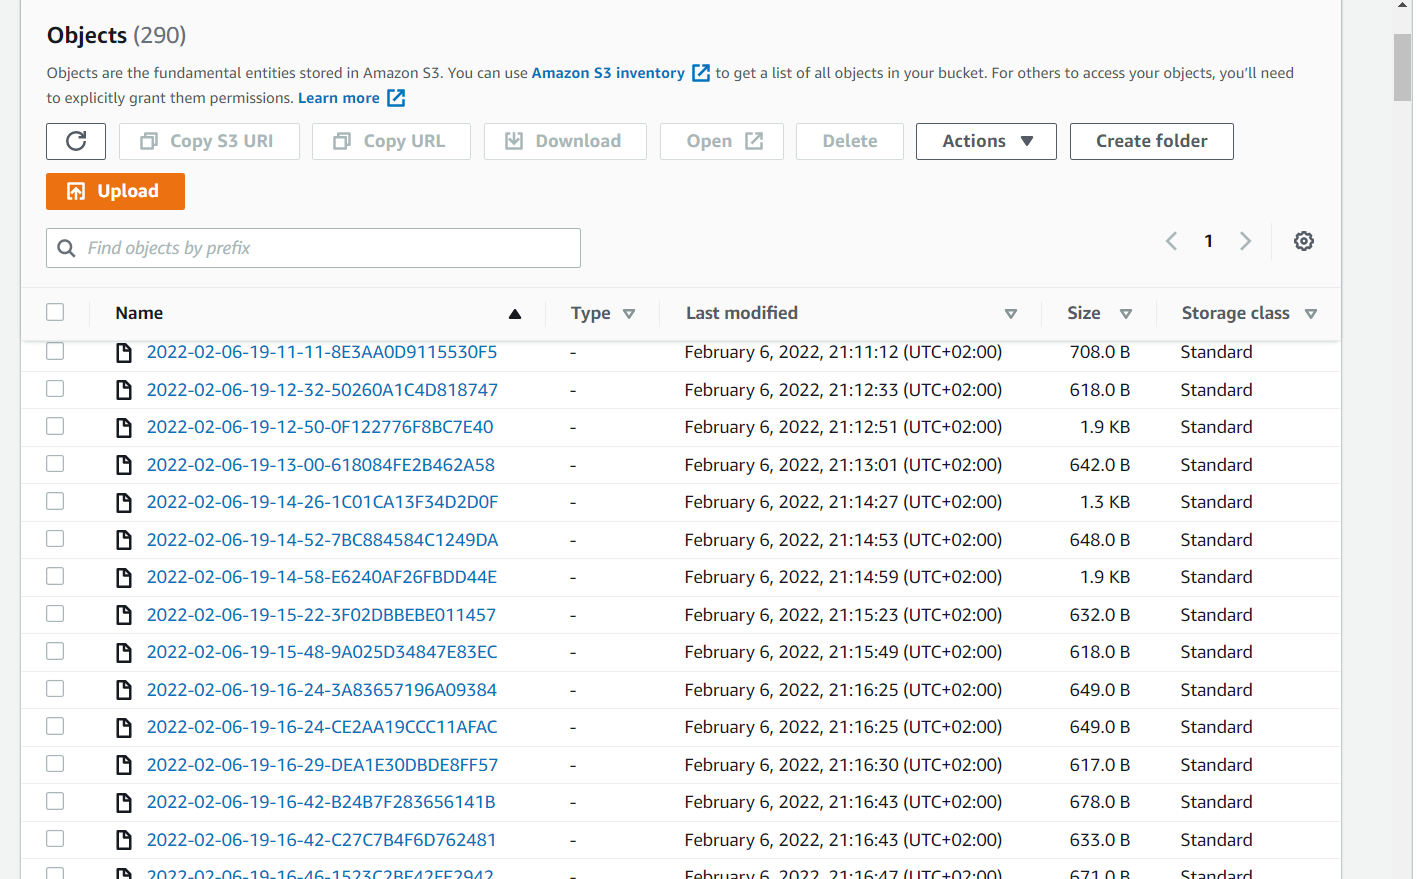 Objects (290)
Objects are the fundamental entities stored in Amazon S3. You can use Amazon S3 inventory to get a list of all objects in your bucket. For others to access your objects, you'll need
to explicitly grant them permissions. Learn more
Copy S3 URI Copy URL Download Open Delete Actions Create folder
Upload
Find objects by prefix 1
Name Type Last modified Size Storage class
2022-02-06-19-11-11-8E3AA0D9115530F5 - February 6, 2022, 21:11:12 (UTC+02:00) 708.0 B Standard
2022-02-06-19-12-32-50260A1C4D818747 - February 6, 2022, 21:12:33 (UTC+02:00) 618.0 B Standard
2022-02-06-19-12-50-0F122776F8BC7E40 - February 6, 2022, 21:12:51 (UTC+02:00) 1.9 KB Standard
2022-02-06-19-13-00-618084FE2B462A58 - February 6, 2022, 21:13:01 (UTC+02:00) 642.0 B Standard
2022-02-06-19-14-26-1C01CA13F34D2D0F - February 6, 2022, 21:14:27 (UTC+02:00) 1.3 KB Standard
2022-02-06-19-14-52-7BC884584C1249DA - February 6, 2022, 21:14:53 (UTC+02:00) 648.0 B Standard
2022-02-06-19-14-58-E6240AF26FBDD44E - February 6, 2022, 21:14:59 (UTC+02:00) 1.9 KB Standard
2022-02-06-19-15-22-3F02DBBEBE011457 - February 6, 2022, 21:15:23 (UTC+02:00) 632.0 B Standard
2022-02-06-19-15-48-9A025D34847E83EC - February 6, 2022, 21:15:49 (UTC+02:00) 618.0 B Standard
2022-02-06-19-16-24-3A83657196A09384 - February 6, 2022, 21:16:25 (UTC+02:00) 649.0 B Standard
2022-02-06-19-16-24-CE2AA19CCC11AFAC - February 6, 2022, 21:16:25 (UTC+02:00) 649.0 B Standard
2022-02-06-19-16-29-DEA1E30DBDE8FF57 - February 6, 2022, 21:16:30 (UTC+02:00) 617.0 B Standard
2022-02-06-19-16-42-B24B7F283656141B - February 6, 2022, 21:16:43 (UTC+02:00) 678.0 B Standard
2022-02-06-19-16-42-C27C7B4F6D762481 - February 6, 2022, 21:16:43 (UTC+02:00) 633.0 B Standard
- February 6, 2022, 21:16:47 (UTC+02:00) 671.0 B Standard